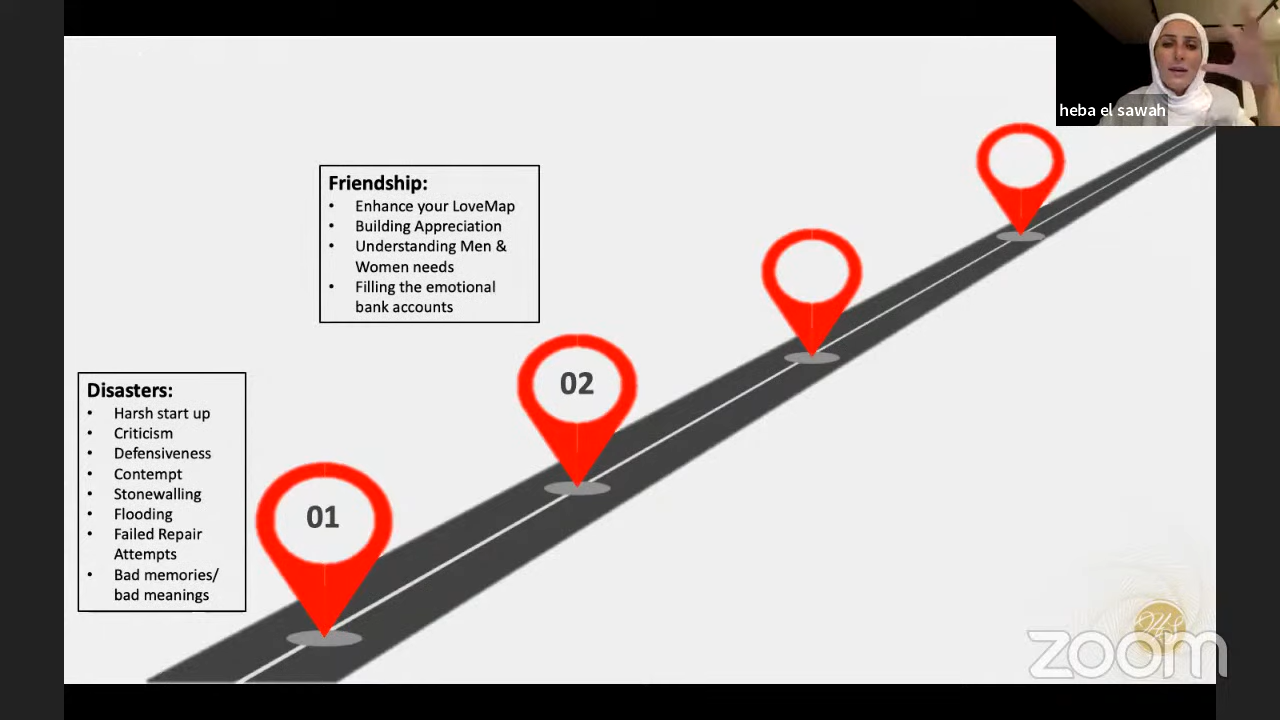 heba el sawah
Friendship:
• Enhance your LoveMap
• Building Appreciation
• Understanding Men &
Women needs
• Filling the emotional
bank accounts
02
Disasters:
• Harsh start up
• Criticism
• Defensiveness
• Contempt
• Stonewalling
• Flooding
• Failed Repair
Attempts
• Bad memories/
bad meanings
01
zoom